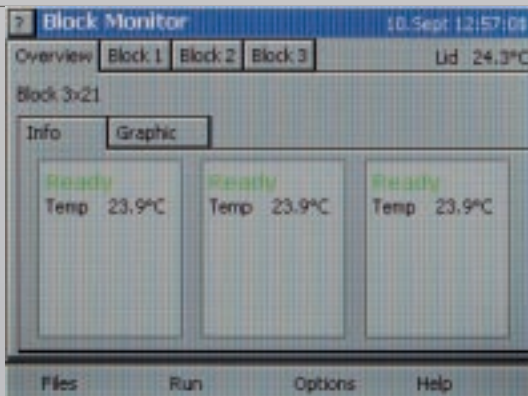 ? Block Monitor 10.Sept 12:57:08
Overview Block 1 Block 2 Block 3 Lid 24.3°C
Block 3x21
Info Graphic
Ready Ready Ready
Temp 23.9°C Temp 23.9°C Temp 23.9°C
Files Run Options Help